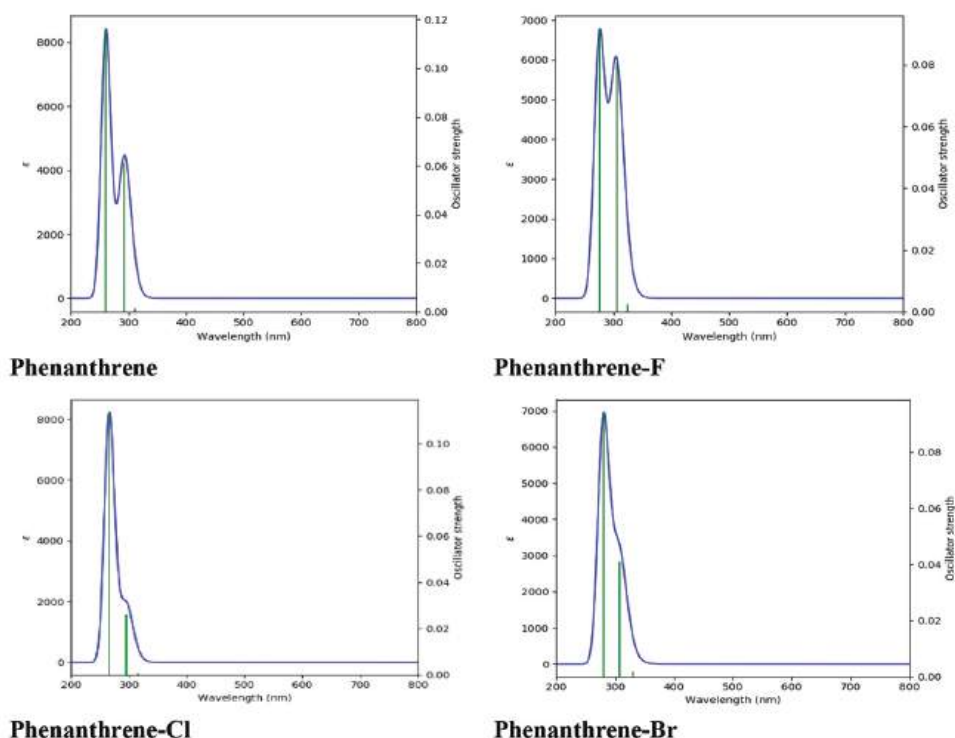 8000
6000
4000
2000
0
ε
0.12
0.10
0.08
0.06
0.04
0.02
0.00
Oscillator strength
200 300 400 500 600 700 800
Wavelength (nm)
Phenanthrene
7000
6000
5000
4000
3000
2000
1000
0
ε
0.08
0.06
0.04
0.02
0.00
Oscillator strength
200 300 400 500 600 700 800
Wavelength (nm)
Phenanthrene-F
8000
6000
4000
2000
0
ε
0.10
0.08
0.06
0.04
0.02
0.00
Oscillator strength
200 300 400 500 600 700 800
Wavelength (nm)
Phenanthrene-Cl
7000
6000
5000
4000
3000
2000
1000
0
ε
0.08
0.06
0.04
0.02
0.00
Oscillator strength
200 300 400 500 600 700 800
Wavelength (nm)
Phenanthrene-Br